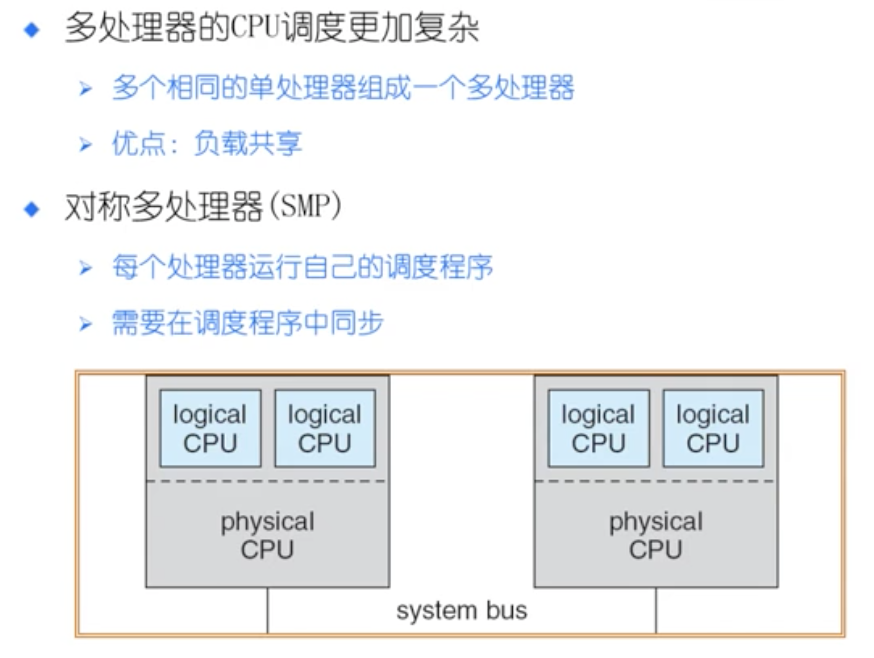 多处理器的CPU调度更加复杂
多个相同的单处理器组成一个多处理器
优点：负载共享
对称多处理器(SMP)
每个处理器运行自己的调度程序
需要在调度程序中同步
logical CPU
logical CPU
physical CPU
logical CPU
logical CPU
physical CPU
system bus